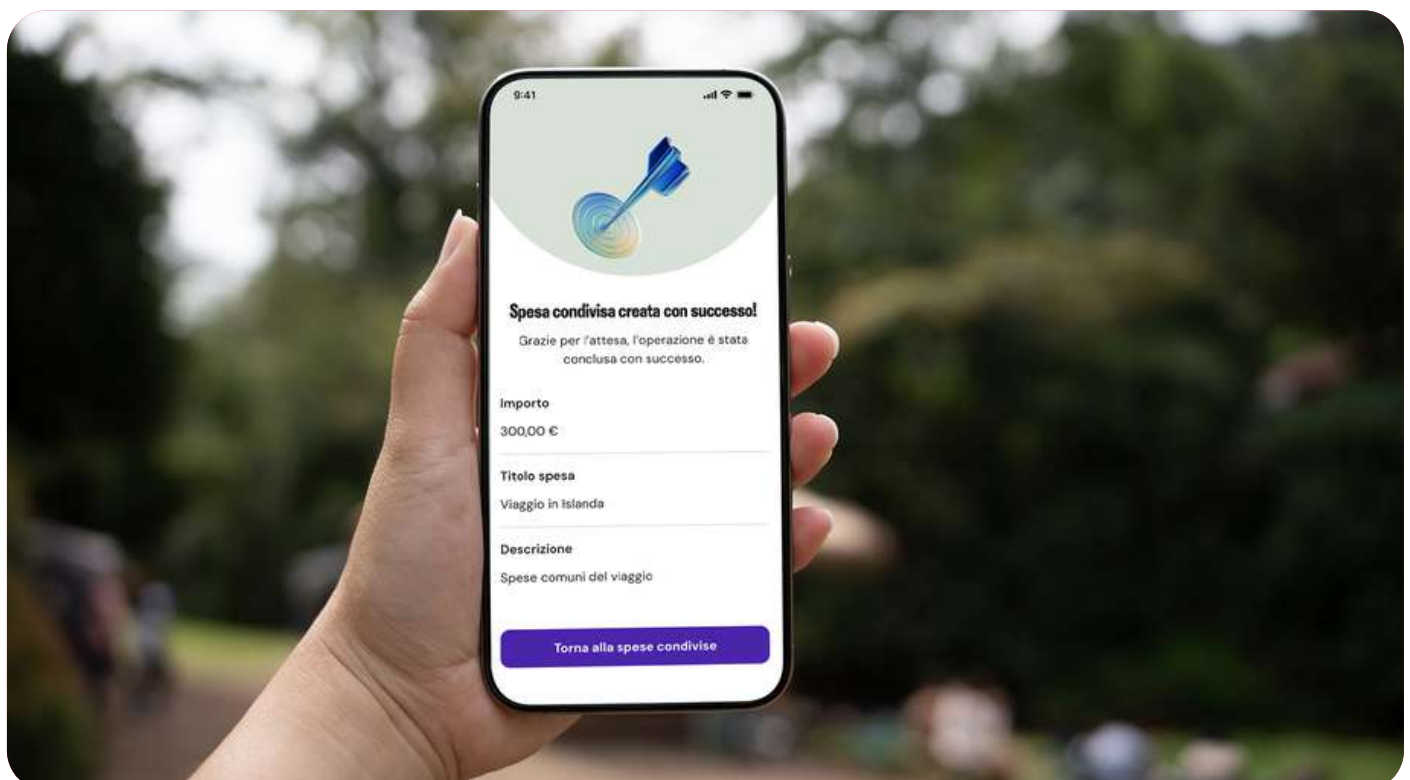 9:41
Spesa condivisa creata con successo!
Grazie per l'attesa, l'operazione è stata
conclusa con successo.
Importo
300,00 €
Titolo spesa
Viaggio in Islanda
Descrizione
Spese comuni del viaggio
Torna alla spese condivise